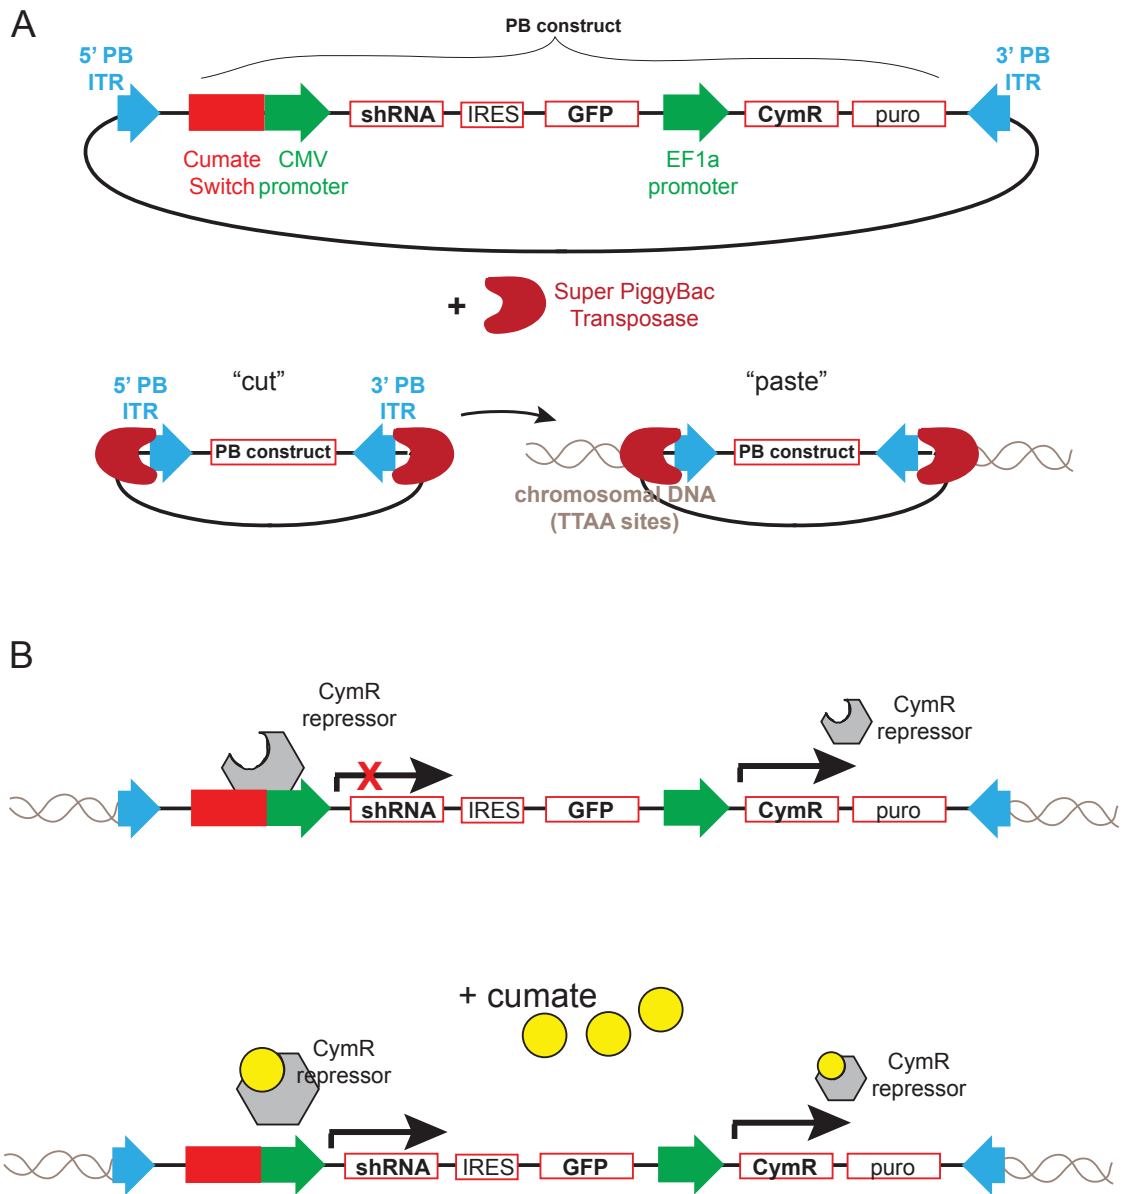 A
PB construct
5’ PB
ITR
3’ PB
ITR
shRNA
IRES
GFP
CymR
puro
Cumate
Switch
CMV
promoter
EF1a
promoter
+
Super PiggyBac
Transposase
“cut”
“paste”
5’ PB
ITR
3’ PB
ITR
PB construct
PB construct
chromosomal DNA
(TTAA sites)
B
CymR
repressor
CymR
repressor
X
shRNA
IRES
GFP
CymR
puro
+ cumate
CymR
repressor
CymR
repressor
shRNA
IRES
GFP
CymR
puro